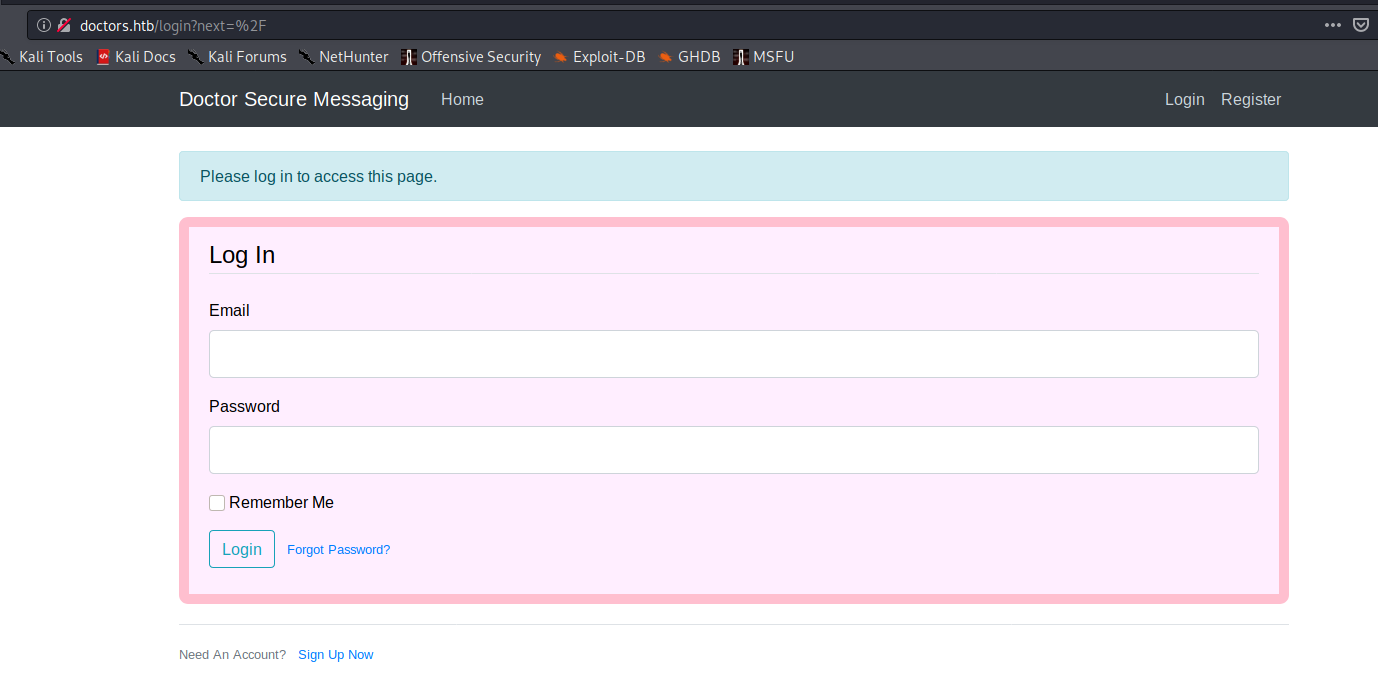 doctors.htb/login?next=%2F
Kali Tools Kali Docs Kali Forums NetHunter Offensive Security Exploit-DB GHDB MSFU
Doctor Secure Messaging Home Login Register
Please log in to access this page.
Log In
Email
Password
Remember Me
Login Forgot Password?
Need An Account? Sign Up Now